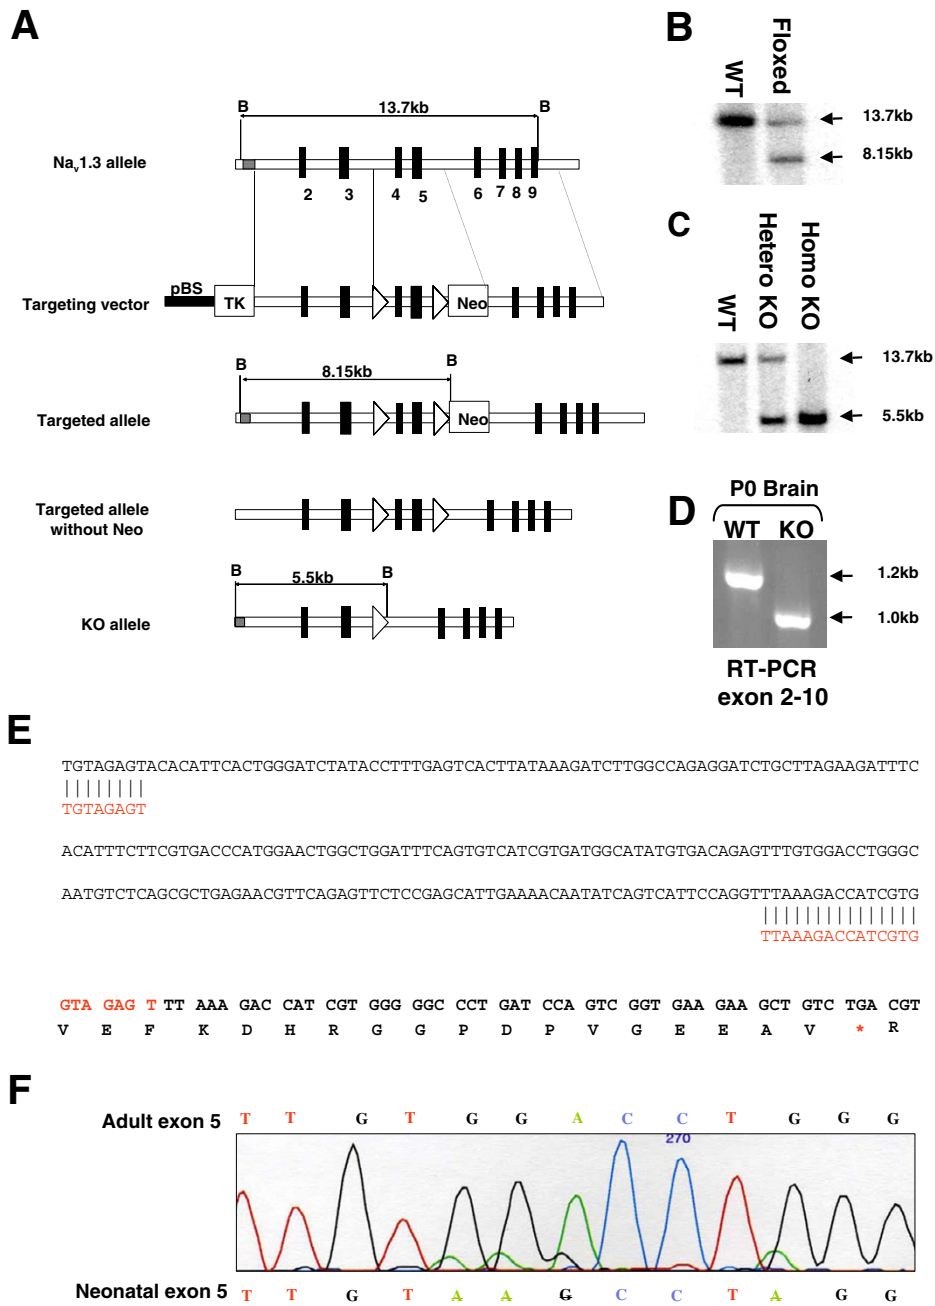 A
B 13.7kb B
Na_v1.3 allele
2 3 4 5 6 7 8 9
pBS
Targeting vector TK Neo
B 8.15kb B
Targeted allele Neo
Targeted allele
without Neo
B 5.5kb B
KO allele
B
WT Floxed
13.7kb
8.15kb
C
WT Hetero KO Homo KO
13.7kb
5.5kb
D
P0 Brain
WT KO
1.2kb
1.0kb
RT-PCR
exon 2-10
E
TGTAGAGTACACATTCACTGGGATCTATACCTTTGAGTCACTTATAAAGATCTTGGCCAGAGGATCTGCTTAGAAGATTTC
TGTAGAGT
ACATTTCTTCGTGACCCATGGAACTGGCTGGATTTCAGTGTCATCGTGATGGCATATGTGACAGAGTTTGTGGACCTGGGC
AATGTCTCAGCGCTGAGAACGTTCAGAGTTCTCCGAGCATTGAAAACAATATCAGTCATTCCAGGTTTAAAGACCATCGTG
TTAAAGACCATCGTG
GTA GAG T TT AAA GAC CAT CGT GGG GGC CCT GAT CCA GTC GGT GAA GAA GCT GTC TGA CGT
V E F K D H R G G P D P V G E E A V * R
F
Adult exon 5 T T G T G G A C C T G G G
270
Neonatal exon 5 T T G T A A G C C T A G G